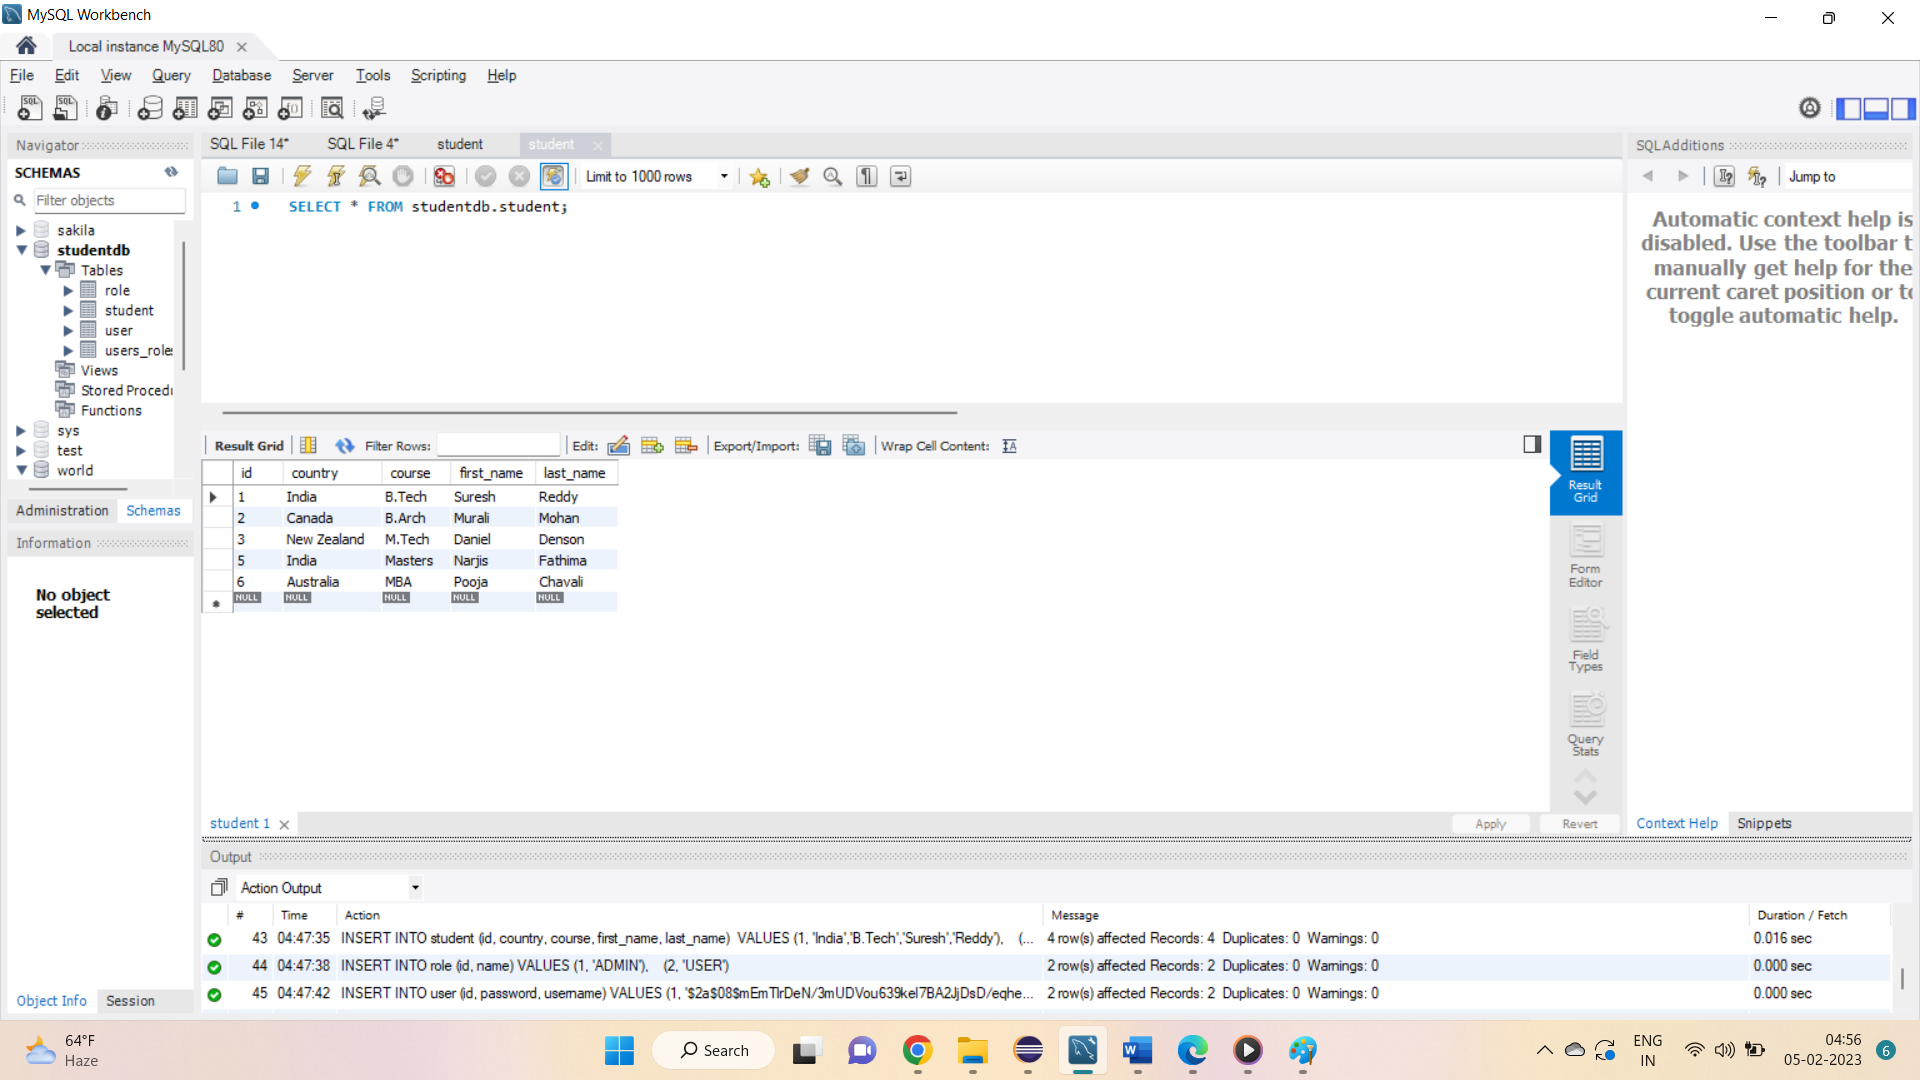 MySQL Workbench
Local instance MySQL80
File Edit View Query Database Server Tools Scripting Help
Navigator
SCHEMAS
Filter objects
sakila
studentdb
Tables
role
student
user
users_roles
Views
Stored Procedu
Functions
sys
test
world
Administration Schemas
Information
No object
selected
Object Info Session
SQL File 14* SQL File 4* student student
Limit to 1000 rows
1 SELECT * FROM studentdb.student;
Result Grid Filter Rows: Edit: Export/Import: Wrap Cell Content:
id country course first_name last_name
1 India B.Tech Suresh Reddy
2 Canada B.Arch Murali Mohan
3 New Zealand M.Tech Daniel Denson
5 India Masters Narjis Fathima
6 Australia MBA Pooja Chavali
NULL NULL NULL NULL NULL
Result
Grid
Form
Editor
Field
Types
Query
Stats
student 1 Apply Revert
SQLAdditions
Jump to
Automatic context help is
disabled. Use the toolbar t
manually get help for the
current caret position or to
toggle automatic help.
Context Help Snippets
Output
Action Output
# Time Action Message Duration / Fetch
43 04:47:35 INSERT INTO student (id, country, course, first_name, last_name) VALUES (1, 'India','B.Tech','Suresh','Reddy'), (... 4 row(s) affected Records: 4 Duplicates: 0 Warnings: 0 0.016 sec
44 04:47:38 INSERT INTO role (id, name) VALUES (1, 'ADMIN'), (2, 'USER') 2 row(s) affected Records: 2 Duplicates: 0 Warnings: 0 0.000 sec
45 04:47:42 INSERT INTO user (id, password, username) VALUES (1, '$2a$08$mEmTlrDeN/3mUDVou639kel7BA2JjDsD/eqhe... 2 row(s) affected Records: 2 Duplicates: 0 Warnings: 0 0.000 sec
64°F
Haze
Search
ENG
IN
04:56
05-02-2023
6